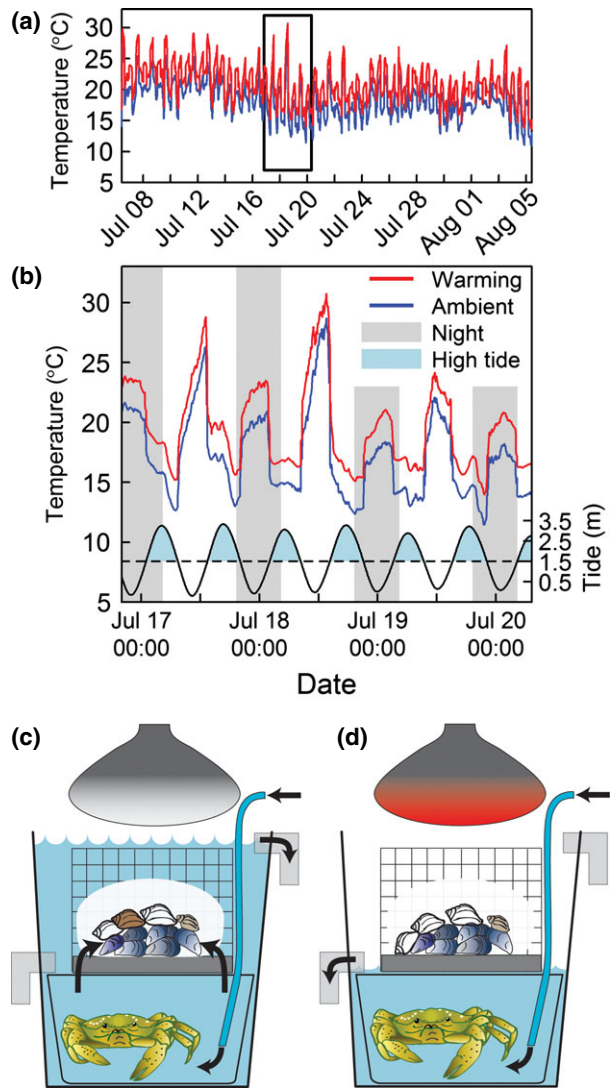 (a)
Temperature (°C)
30
25
20
15
10
5
Jul 08
Jul 12
Jul 16
Jul 20
Jul 24
Jul 28
Aug 01
Aug 05
(b)
Warming
Ambient
Night
High tide
Temperature (°C)
30
25
20
15
10
5
3.5
2.5
1.5
0.5
Tide (m)
Jul 17 Jul 18 Jul 19 Jul 20
00:00 00:00 00:00 00:00
Date
(c)
(d)